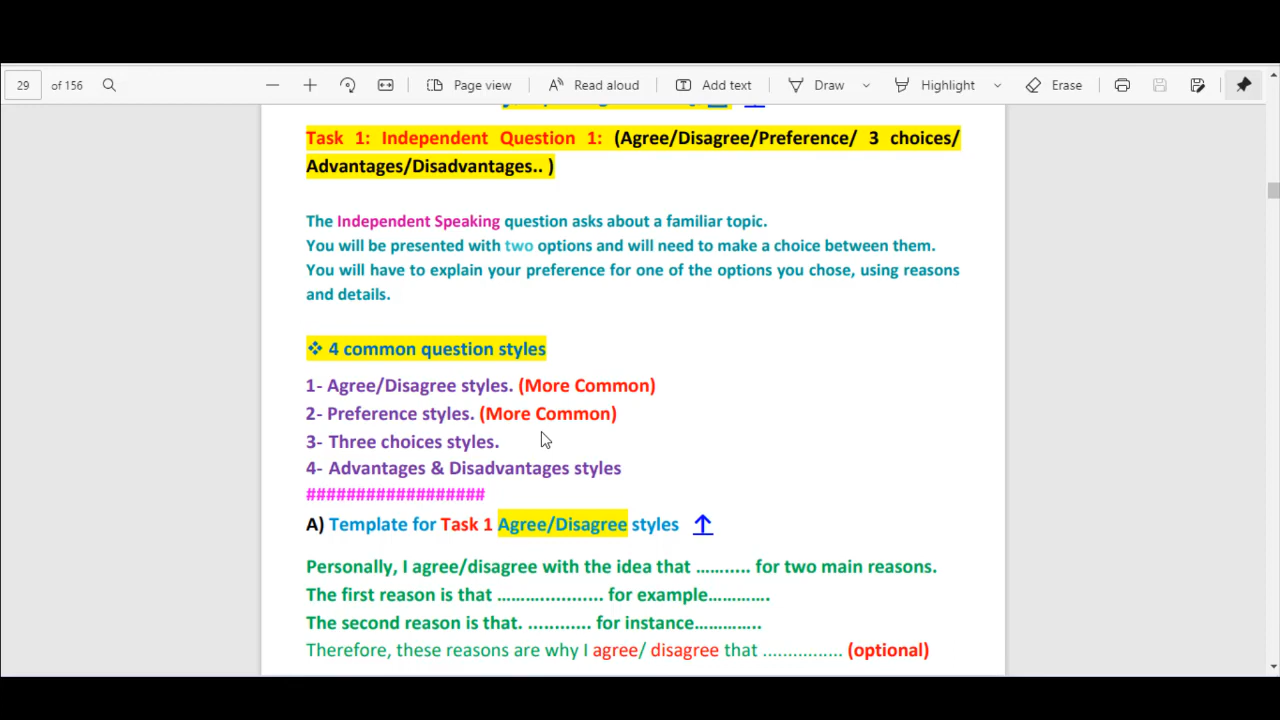 29 of 156 Page view Read aloud Add text Draw Highlight Erase
Task 1: Independent Question 1: (Agree/Disagree/Preference/ 3 choices/
Advantages/Disadvantages.. )
The Independent Speaking question asks about a familiar topic.
You will be presented with two options and will need to make a choice between them.
You will have to explain your preference for one of the options you chose, using reasons
and details.
❖ 4 common question styles
1- Agree/Disagree styles. (More Common)
2- Preference styles. (More Common)
3- Three choices styles.
4- Advantages & Disadvantages styles
##################
A) Template for Task 1 Agree/Disagree styles ↑
Personally, I agree/disagree with the idea that ……..... for two main reasons.
The first reason is that ………............ for example………….
The second reason is that. ............ for instance…………..
Therefore, these reasons are why I agree/ disagree that ................ (optional)